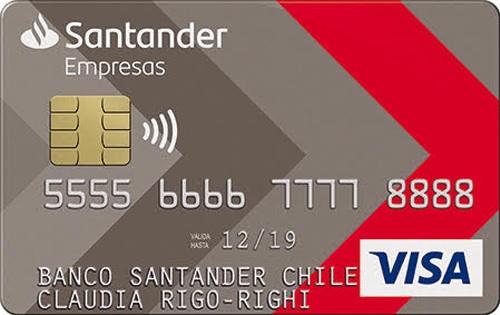 Santander
Empresas
5555 6666 7777 8888
VALIDA
HASTA
12/19
BANCO SANTANDER CHILE
CLAUDIA RIGO-RIGHI
VISA